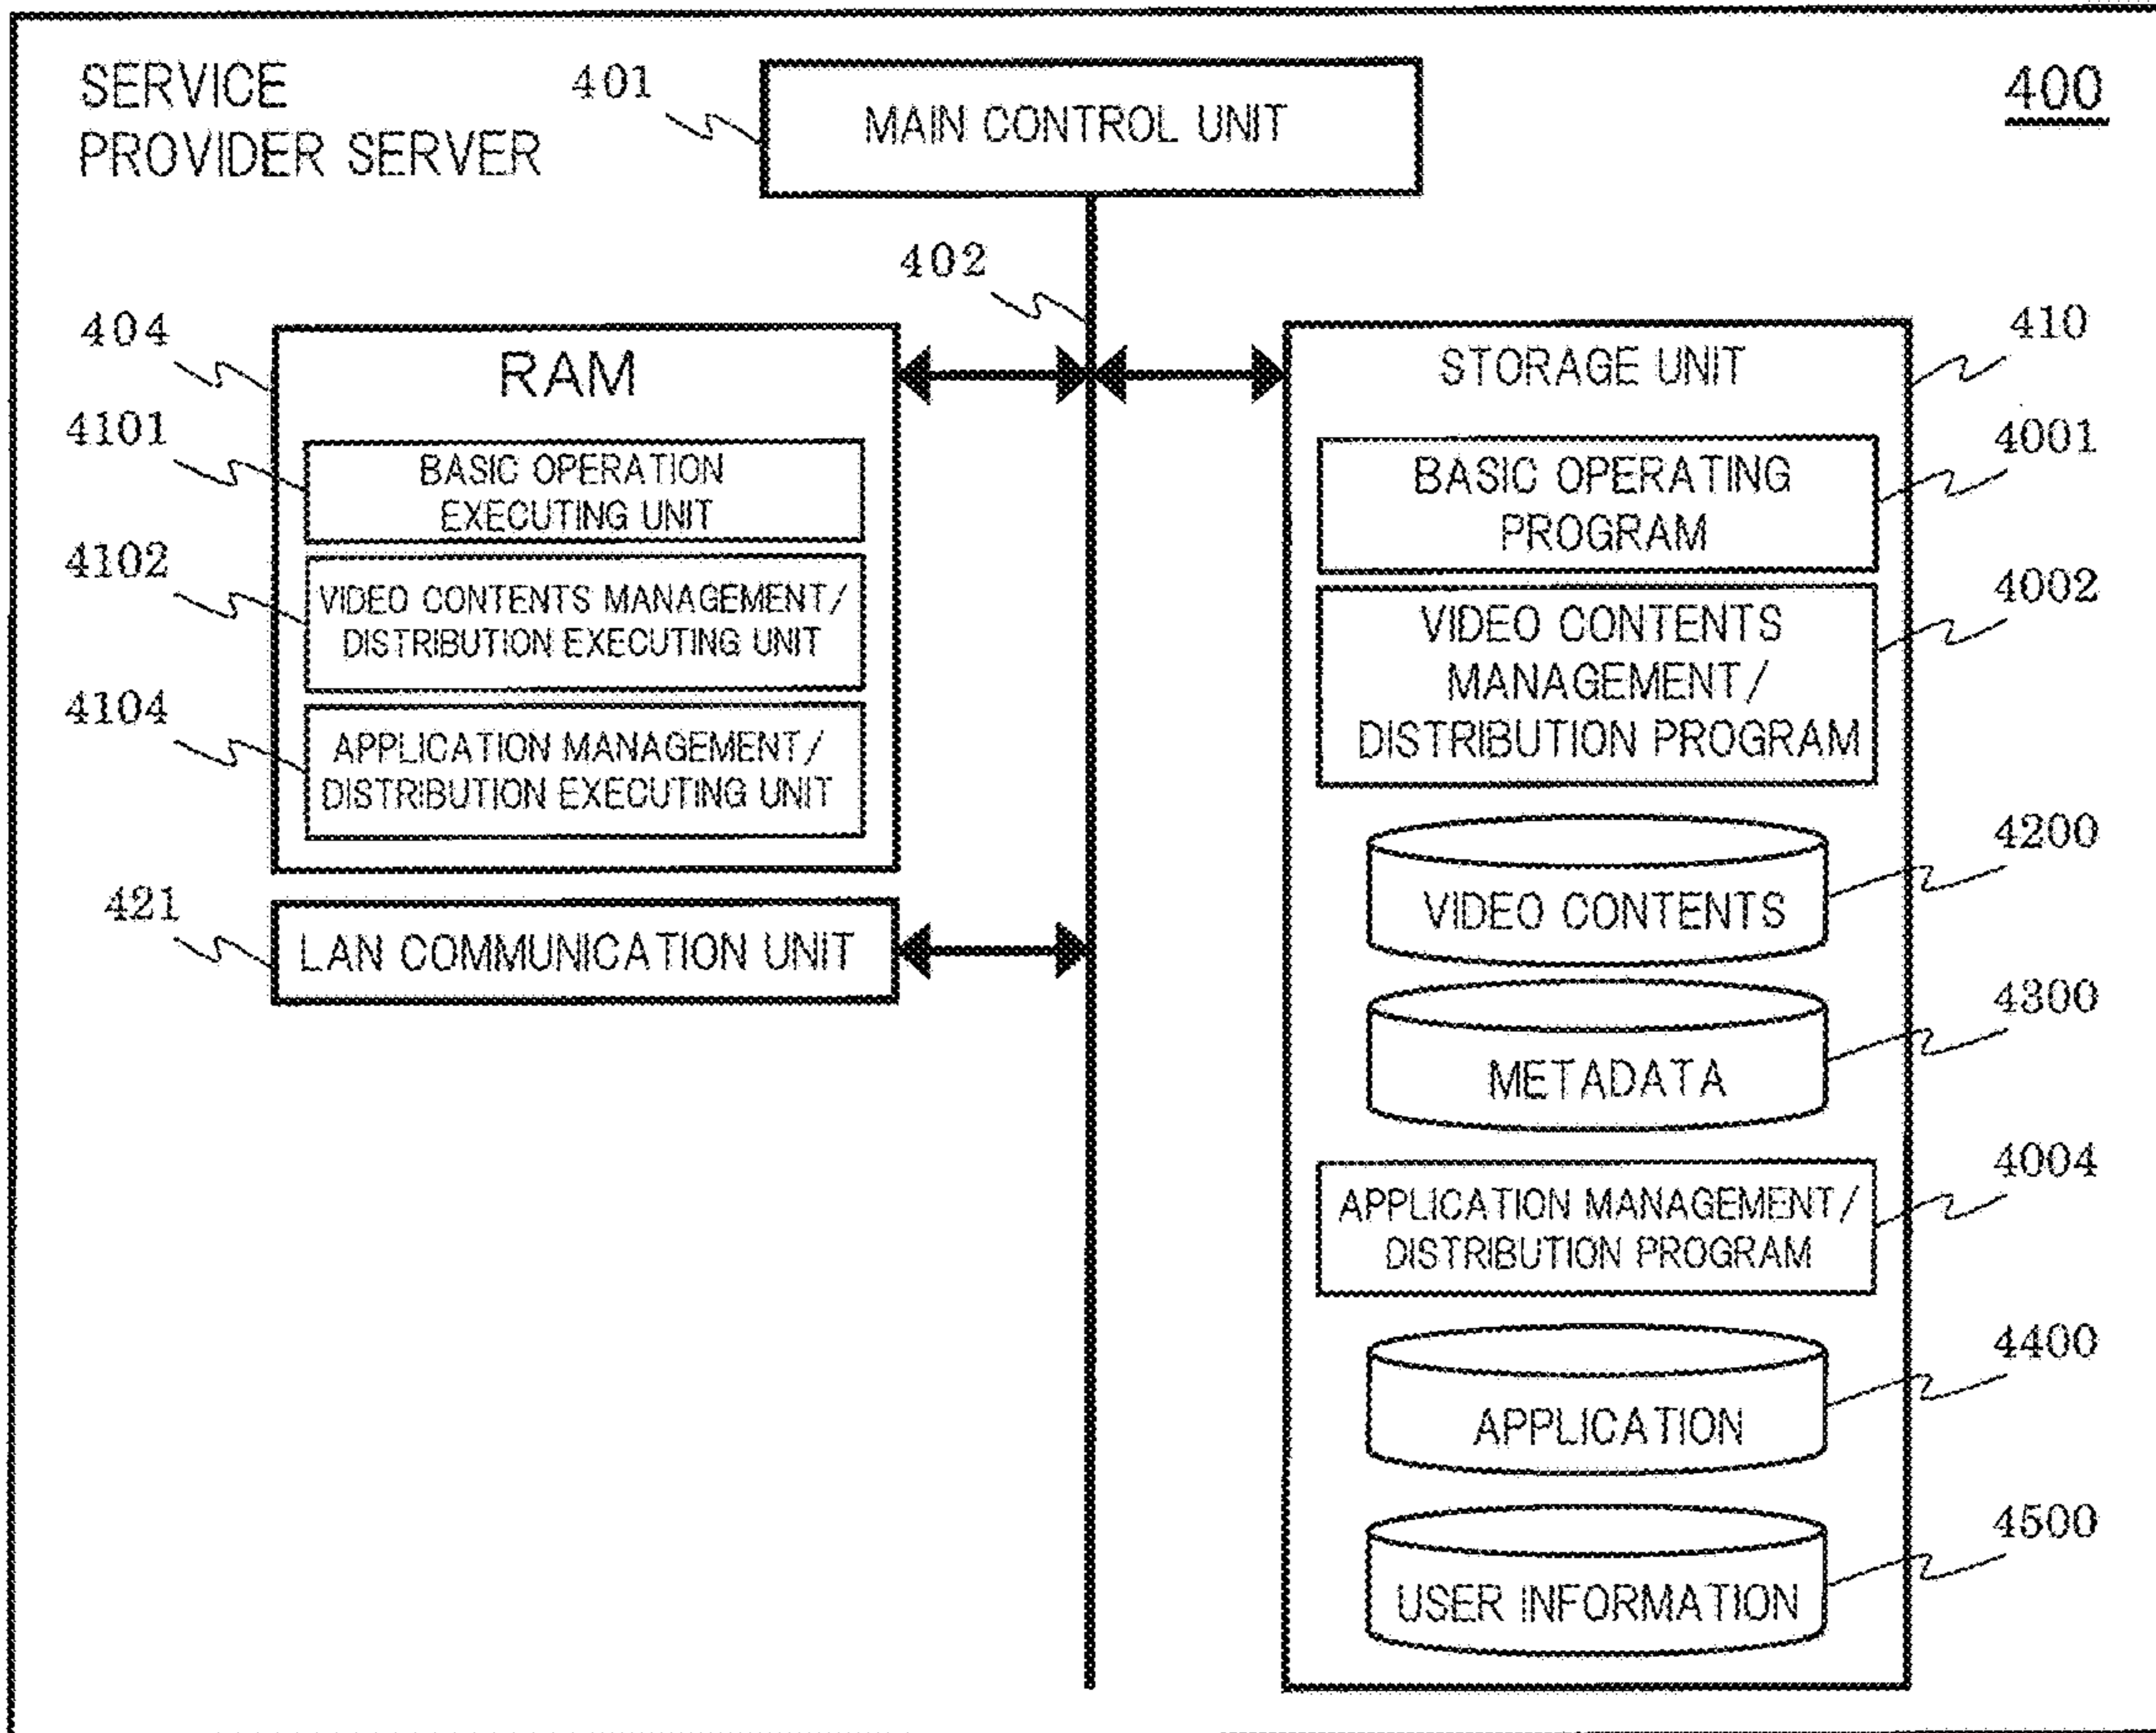 SERVICE
PROVIDER SERVER
400
401
MAIN CONTROL UNIT
402
404
RAM
4101
BASIC OPERATION
EXECUTING UNIT
4102
VIDEO CONTENTS MANAGEMENT/
DISTRIBUTION EXECUTING UNIT
4104
APPLICATION MANAGEMENT/
DISTRIBUTION EXECUTING UNIT
421
LAN COMMUNICATION UNIT
410
STORAGE UNIT
4001
BASIC OPERATING
PROGRAM
4002
VIDEO CONTENTS
MANAGEMENT/
DISTRIBUTION PROGRAM
4200
VIDEO CONTENTS
4300
METADATA
4004
APPLICATION MANAGEMENT/
DISTRIBUTION PROGRAM
4400
APPLICATION
4500
USER INFORMATION